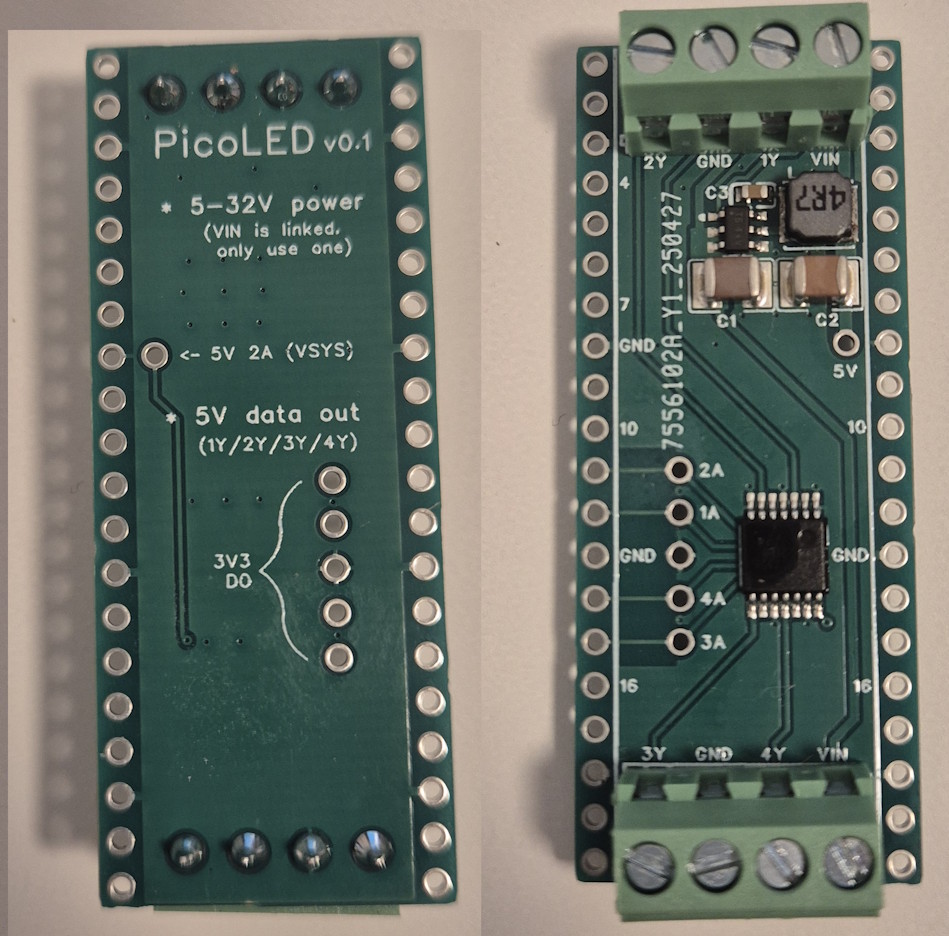 PicoLED v0.1
* 5-32V power
(VIN is linked.
only use one)
<- 5V 2A (VSYS)
* 5V data out
(1Y/2Y/3Y/4Y)
3V3
DO
2Y GND 1Y VIN
4
C3
4R7
7
C1
C2
GND
5V
7556102A_Y1_250427
10
10
2A
1A
GND
GND
4A
3A
16
16
3Y GND 4Y VIN